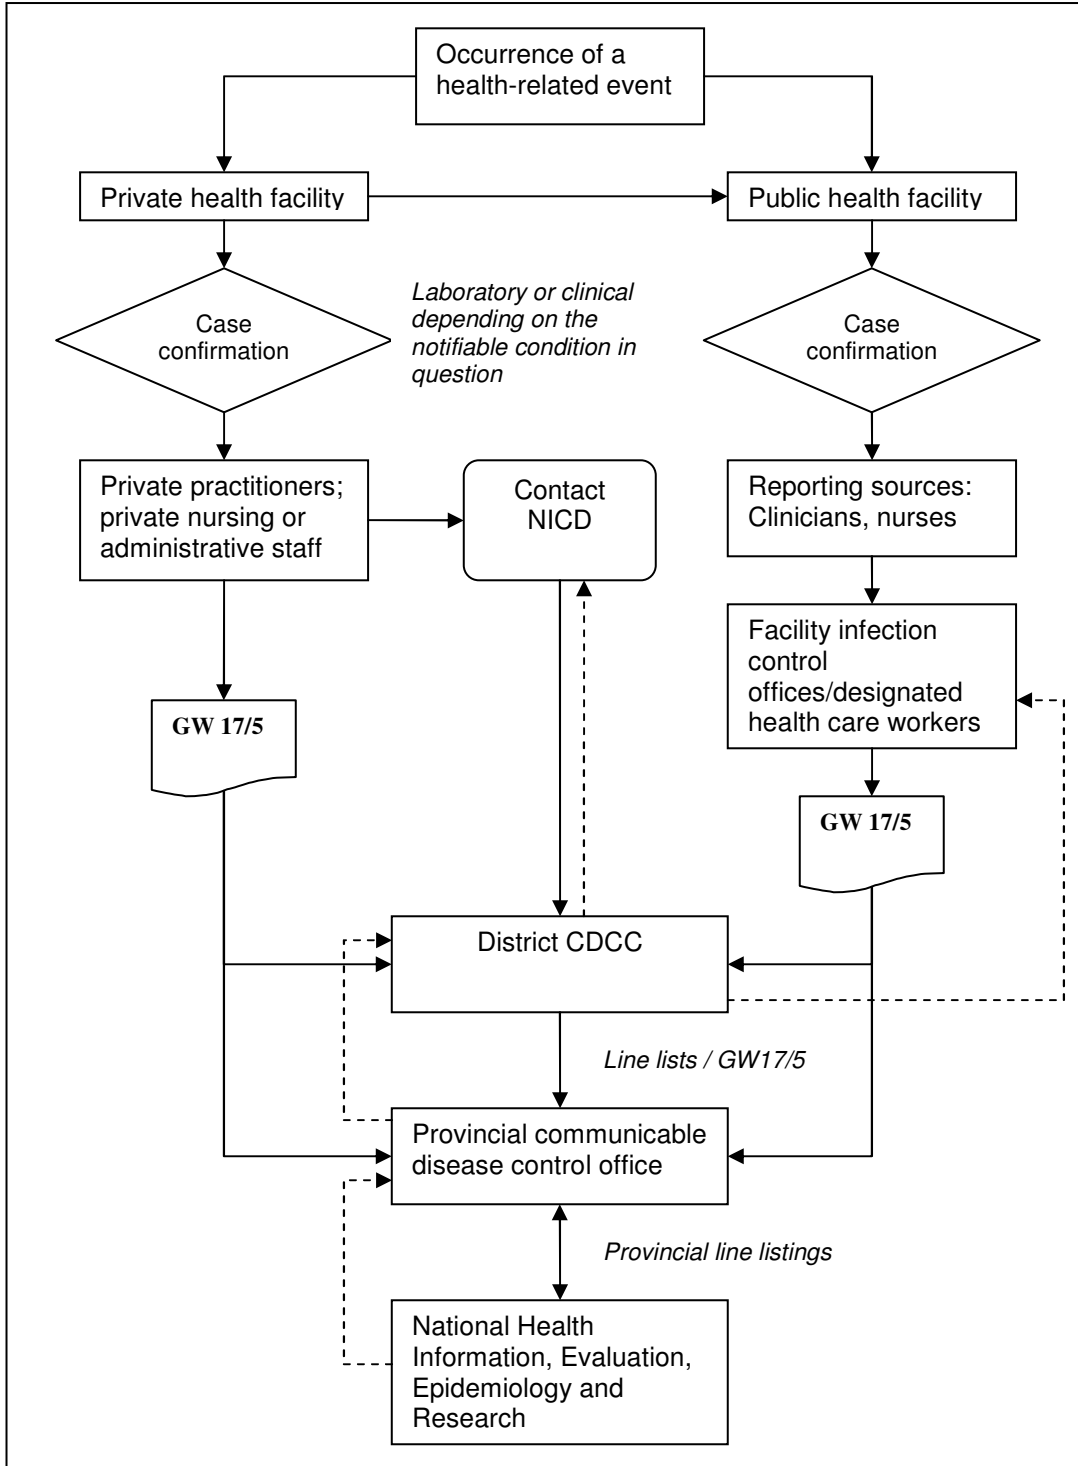 Occurrence of a
health-related event
Private health facility
Public health facility
Case
confirmation
Laboratory or clinical
depending on the
notifiable condition in
question
Case
confirmation
Private practitioners;
private nursing or
administrative staff
Contact
NICD
Reporting sources:
Clinicians, nurses
Facility infection
control
offices/designated
health care workers
GW 17/5
GW 17/5
District CDCC
Line lists / GW17/5
Provincial communicable
disease control office
Provincial line listings
National Health
Information, Evaluation,
Epidemiology and
Research